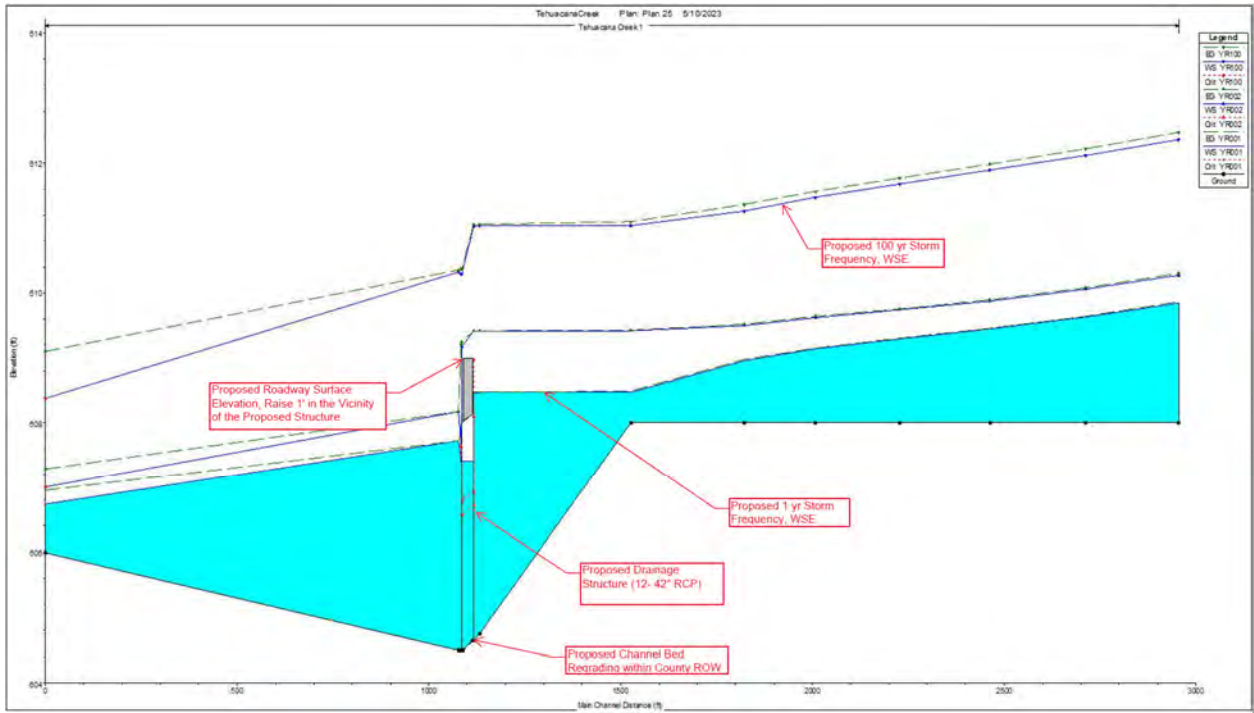 TehuacanaCreek Plan: Plan 25 5/10/2023
Tehuacana Creek 1
Legend
EG YR100
WS YR100
Crit YR100
EG YR002
WS YR002
Crit YR002
EG YR001
WS YR001
Crit YR001
Ground
614
612
610
608
606
604
Elevation (ft)
Proposed 100 yr Storm
Frequency, WSE
Proposed Roadway Surface
Elevation, Raise 1' in the Vicinity
of the Proposed Structure
Proposed 1 yr Storm
Frequency, WSE
Proposed Drainage
Structure (12- 42" RCP)
Proposed Channel Bed
Regrading within County ROW
0
500
1000
1500
2000
2500
3000
Main Channel Distance (ft)